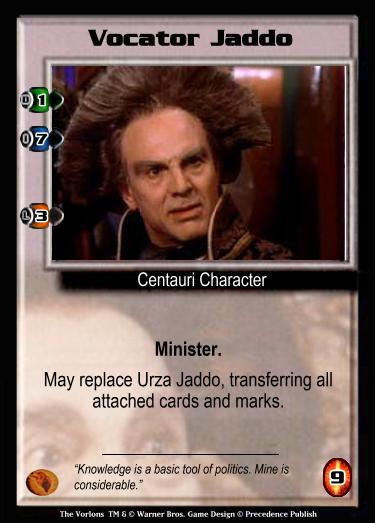 Vocator Jaddo
D 1
I 7
L 3
Centauri Character
Minister.
May replace Urza Jaddo, transferring all
attached cards and marks.
"Knowledge is a basic tool of politics. Mine is
considerable."
9
The Vorlons TM & © Warner Bros. Game Design © Precedence Publish